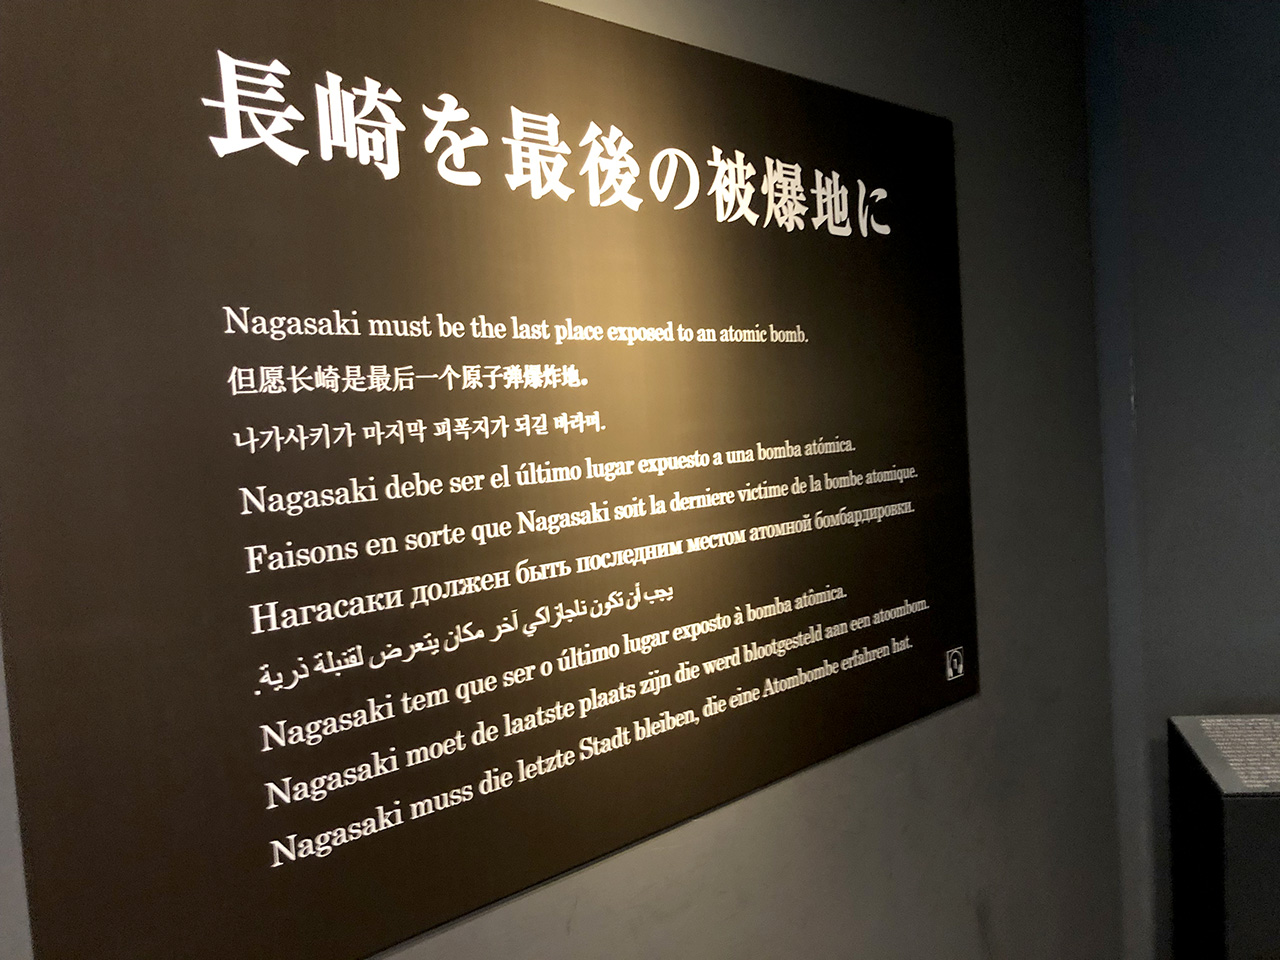 長崎を最後の被爆地に
Nagasaki must be the last place exposed to an atomic bomb.
但愿长崎是最后一个原子弹爆炸地。
나가사키가 마지막 피폭지가 되길 바라며.
Nagasaki debe ser el último lugar expuesto a una bomba atómica.
Faisons en sorte que Nagasaki soit la derniere victime de la bombe atomique.
Нагасаки должен быть последним местом атомной бомбардировки.
يجب أن تكون ناجازاكي آخر مكان يتعرض لقنبلة ذرية.
Nagasaki tem que ser o último lugar exposto à bomba atômica.
Nagasaki moet de laatste plaats zijn die werd blootgesteld aan een atoombom.
Nagasaki muss die letzte Stadt bleiben, die eine Atombombe erfahren hat.
1